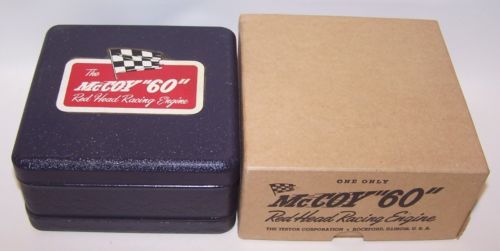 The
McCOY "60"
Red Head Racing Engine
ONE ONLY
McCOY "60"
Red Head Racing Engine
THE TESTOR CORPORATION • ROCKFORD, ILLINOIS, U.S.A.